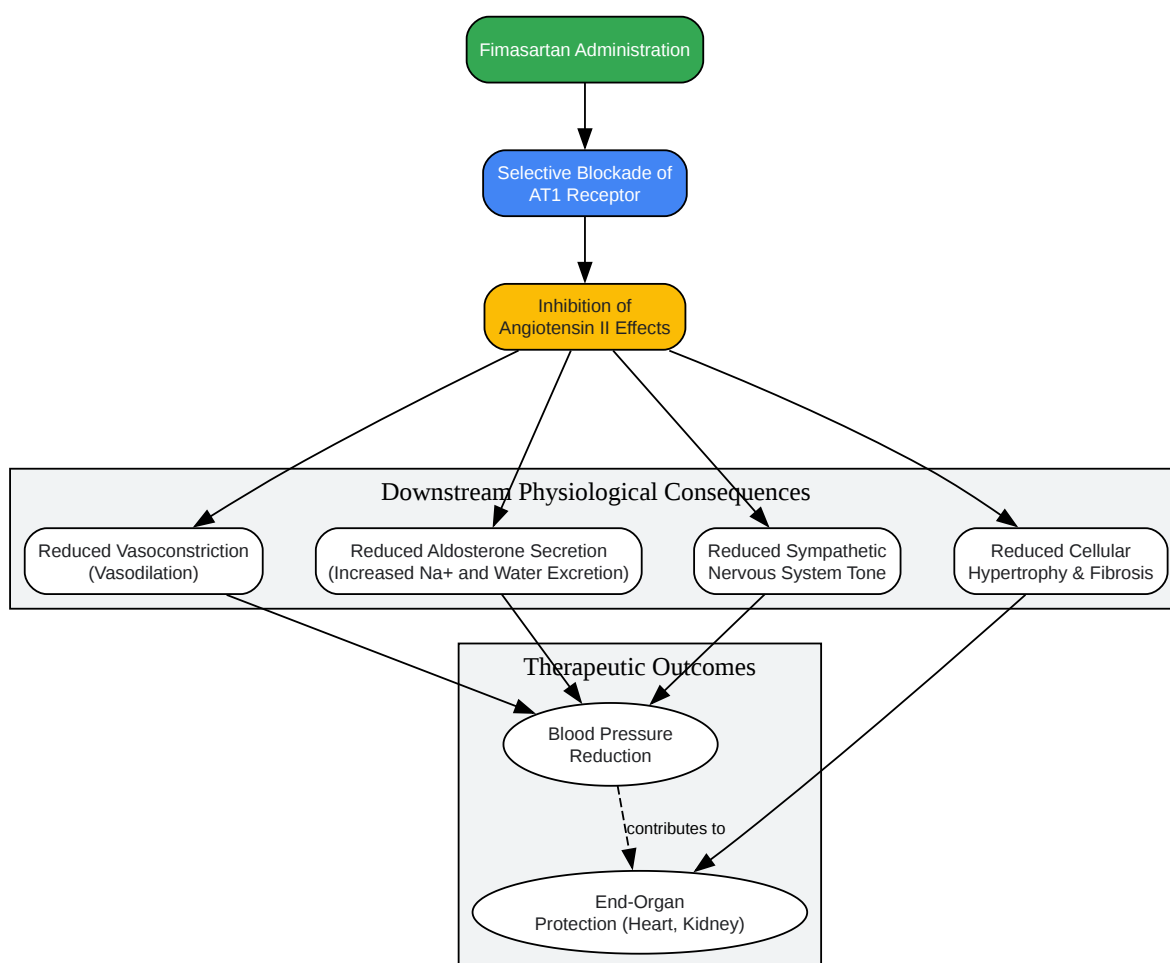 Fimasartan Administration
Selective Blockade of
AT1 Receptor
Inhibition of
Angiotensin II Effects
Downstream Physiological Consequences
Reduced Vasoconstriction
(Vasodilation)
Reduced Aldosterone Secretion
(Increased Na+ and Water Excretion)
Reduced Sympathetic
Nervous System Tone
Reduced Cellular
Hypertrophy & Fibrosis
Therapeutic Outcomes
Blood Pressure
Reduction
contributes to
End-Organ
Protection (Heart, Kidney)